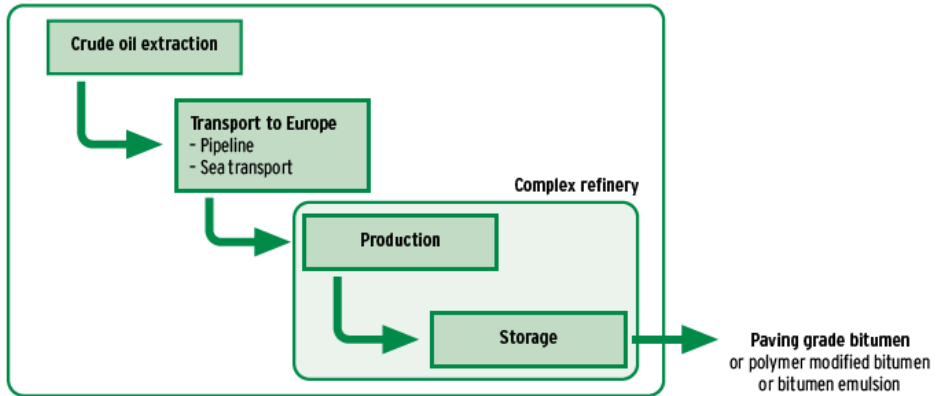 Crude oil extraction
Transport to Europe
- Pipeline
- Sea transport
Complex refinery
Production
Storage
Paving grade bitumen
or polymer modified bitumen
or bitumen emulsion